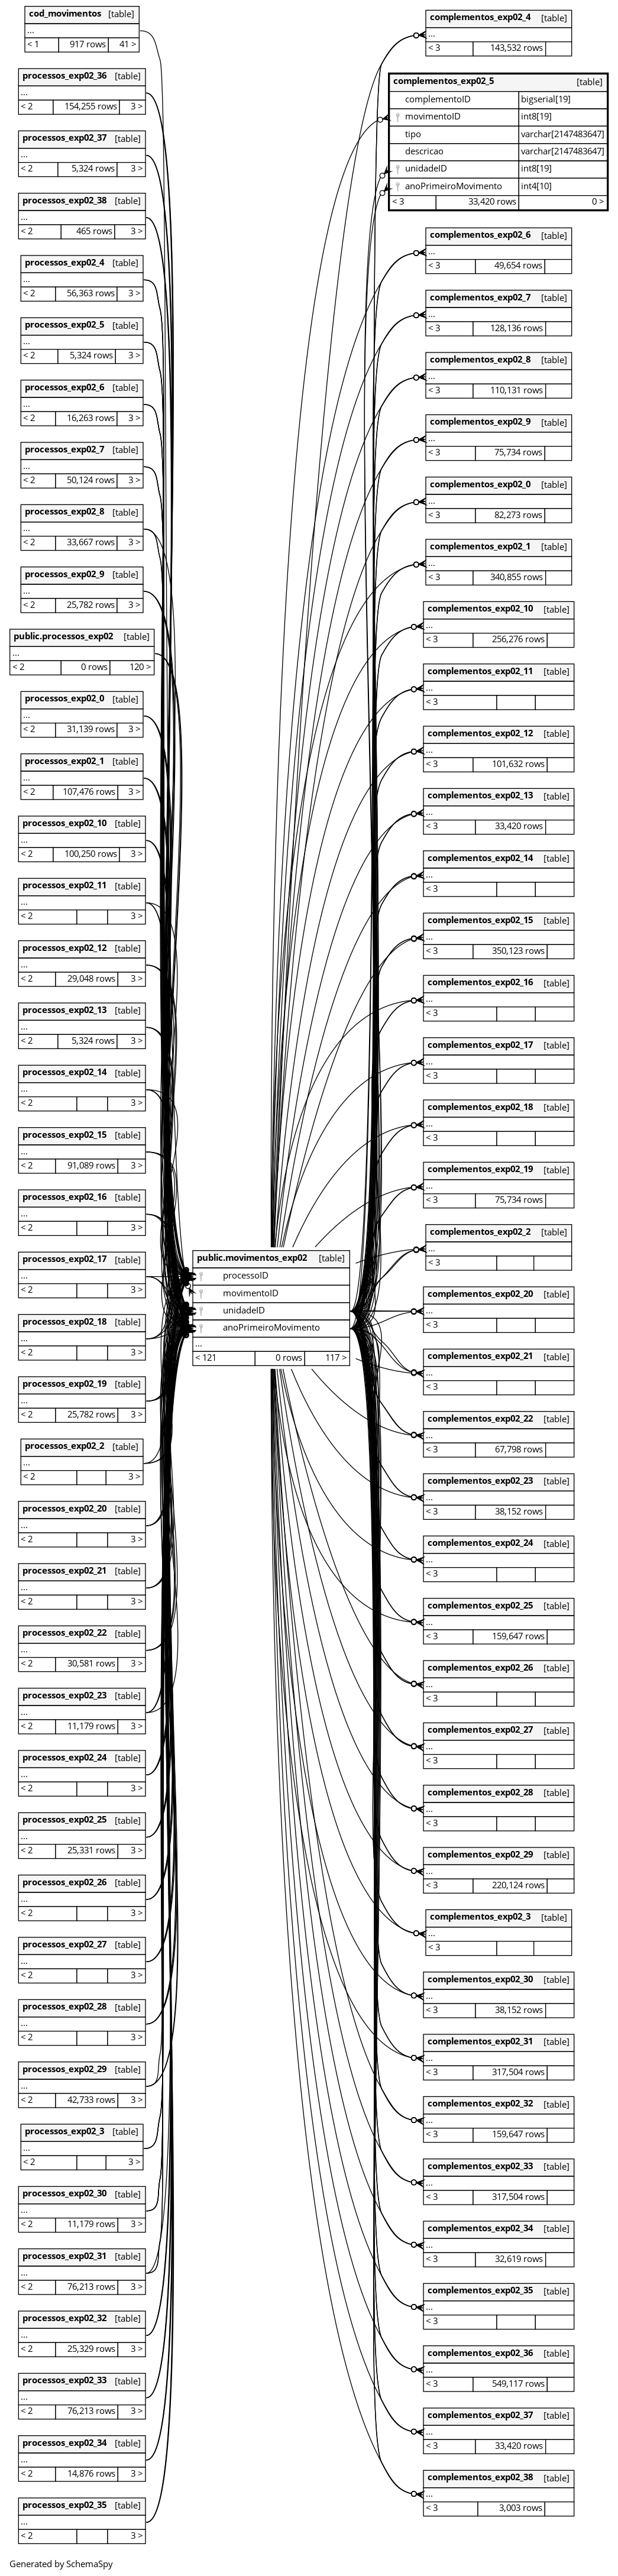 cod_movimentos [table]
...
< 1 917 rows 41 >
processos_exp02_36 [table]
...
< 2 154,255 rows 3 >
processos_exp02_37 [table]
...
< 2 5,324 rows 3 >
processos_exp02_38 [table]
...
< 2 465 rows 3 >
processos_exp02_4 [table]
...
< 2 56,363 rows 3 >
processos_exp02_5 [table]
...
< 2 5,324 rows 3 >
processos_exp02_6 [table]
...
< 2 16,263 rows 3 >
processos_exp02_7 [table]
...
< 2 50,124 rows 3 >
processos_exp02_8 [table]
...
< 2 33,667 rows 3 >
processos_exp02_9 [table]
...
< 2 25,782 rows 3 >
public.processos_exp02 [table]
...
< 2 0 rows 120 >
processos_exp02_0 [table]
...
< 2 31,139 rows 3 >
processos_exp02_1 [table]
...
< 2 107,476 rows 3 >
processos_exp02_10 [table]
...
< 2 100,250 rows 3 >
processos_exp02_11 [table]
...
< 2 3 >
processos_exp02_12 [table]
...
< 2 29,048 rows 3 >
processos_exp02_13 [table]
...
< 2 5,324 rows 3 >
processos_exp02_14 [table]
...
< 2 3 >
processos_exp02_15 [table]
...
< 2 91,089 rows 3 >
processos_exp02_16 [table]
...
< 2 3 >
processos_exp02_17 [table]
...
< 2 3 >
processos_exp02_18 [table]
...
< 2 3 >
processos_exp02_19 [table]
...
< 2 25,782 rows 3 >
processos_exp02_2 [table]
...
< 2 3 >
processos_exp02_20 [table]
...
< 2 3 >
processos_exp02_21 [table]
...
< 2 3 >
processos_exp02_22 [table]
...
< 2 30,581 rows 3 >
processos_exp02_23 [table]
...
< 2 11,179 rows 3 >
processos_exp02_24 [table]
...
< 2 3 >
processos_exp02_25 [table]
...
< 2 25,331 rows 3 >
processos_exp02_26 [table]
...
< 2 3 >
processos_exp02_27 [table]
...
< 2 3 >
processos_exp02_28 [table]
...
< 2 3 >
processos_exp02_29 [table]
...
< 2 42,733 rows 3 >
processos_exp02_3 [table]
...
< 2 3 >
processos_exp02_30 [table]
...
< 2 11,179 rows 3 >
processos_exp02_31 [table]
...
< 2 76,213 rows 3 >
processos_exp02_32 [table]
...
< 2 25,329 rows 3 >
processos_exp02_33 [table]
...
< 2 76,213 rows 3 >
processos_exp02_34 [table]
...
< 2 14,876 rows 3 >
processos_exp02_35 [table]
...
< 2 3 >
public.movimentos_exp02 [table]
processoID
movimentoID
unidadeID
anoPrimeiroMovimento
...
< 121 0 rows 117 >
complementos_exp02_4 [table]
...
< 3 143,532 rows
complementos_exp02_5 [table]
complementoID bigserial[19]
movimentoID int8[19]
tipo varchar[2147483647]
descricao varchar[2147483647]
unidadeID int8[19]
anoPrimeiroMovimento int4[10]
< 3 33,420 rows 0 >
complementos_exp02_6 [table]
...
< 3 49,654 rows
complementos_exp02_7 [table]
...
< 3 128,136 rows
complementos_exp02_8 [table]
...
< 3 110,131 rows
complementos_exp02_9 [table]
...
< 3 75,734 rows
complementos_exp02_0 [table]
...
< 3 82,273 rows
complementos_exp02_1 [table]
...
< 3 340,855 rows
complementos_exp02_10 [table]
...
< 3 256,276 rows
complementos_exp02_11 [table]
...
< 3
complementos_exp02_12 [table]
...
< 3 101,632 rows
complementos_exp02_13 [table]
...
< 3 33,420 rows
complementos_exp02_14 [table]
...
< 3
complementos_exp02_15 [table]
...
< 3 350,123 rows
complementos_exp02_16 [table]
...
< 3
complementos_exp02_17 [table]
...
< 3
complementos_exp02_18 [table]
...
< 3
complementos_exp02_19 [table]
...
< 3 75,734 rows
complementos_exp02_2 [table]
...
< 3
complementos_exp02_20 [table]
...
< 3
complementos_exp02_21 [table]
...
< 3
complementos_exp02_22 [table]
...
< 3 67,798 rows
complementos_exp02_23 [table]
...
< 3 38,152 rows
complementos_exp02_24 [table]
...
< 3
complementos_exp02_25 [table]
...
< 3 159,647 rows
complementos_exp02_26 [table]
...
< 3
complementos_exp02_27 [table]
...
< 3
complementos_exp02_28 [table]
...
< 3
complementos_exp02_29 [table]
...
< 3 220,124 rows
complementos_exp02_3 [table]
...
< 3
complementos_exp02_30 [table]
...
< 3 38,152 rows
complementos_exp02_31 [table]
...
< 3 317,504 rows
complementos_exp02_32 [table]
...
< 3 159,647 rows
complementos_exp02_33 [table]
...
< 3 317,504 rows
complementos_exp02_34 [table]
...
< 3 32,619 rows
complementos_exp02_35 [table]
...
< 3
complementos_exp02_36 [table]
...
< 3 549,117 rows
complementos_exp02_37 [table]
...
< 3 33,420 rows
complementos_exp02_38 [table]
...
< 3 3,003 rows
Generated by SchemaSpy